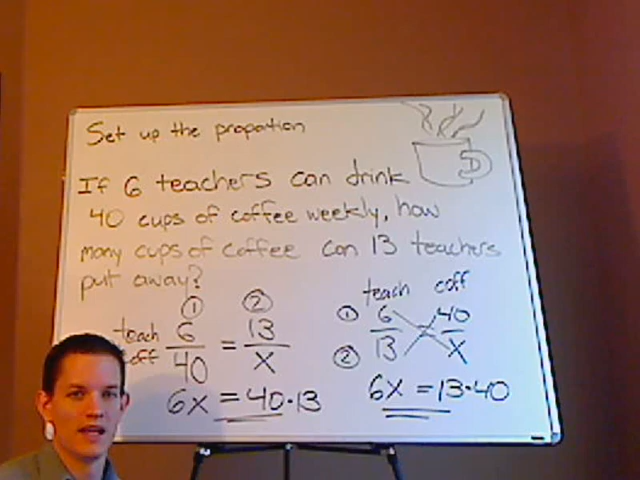 Set up the propotion
If 6 teachers can drink
40 cups of coffee weekly, how
many cups of coffee can 13 teachers
put away?
① ②
teach 6 = 13
coff 40 X
6x = 40·13
teach coff
① 6 40
② 13 x
6x = 13·40